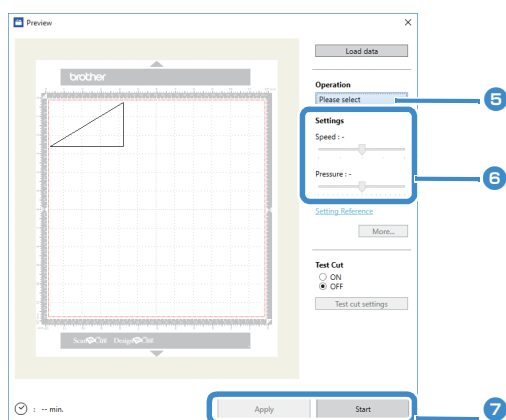 Preview
Load data
brother
Operation
Please select
5
Settings
Speed : -
6
Pressure : -
Setting Reference
More...
Test Cut
ON
OFF
Test cut settings
ScanNCut DesignNCut
: -- min.
Apply
Start
7